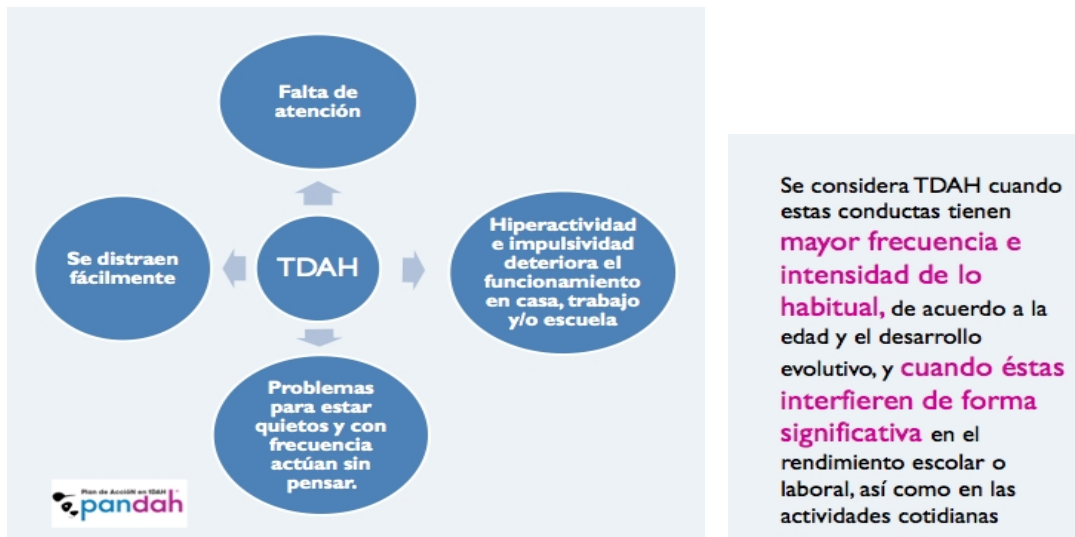 Falta de
atención
Se distraen
fácilmente
TDAH
Hiperactividad
e impulsividad
deteriora el
funcionamiento
en casa, trabajo
y/o escuela
Problemas
para estar
quietos y con
frecuencia
actúan sin
pensar.
Plan de AcciÓN en TDAH
pandah
Se considera TDAH cuando
estas conductas tienen
mayor frecuencia e
intensidad de lo
habitual, de acuerdo a la
edad y el desarrollo
evolutivo, y cuando éstas
interfieren de forma
significativa en el
rendimiento escolar o
laboral, así como en las
actividades cotidianas